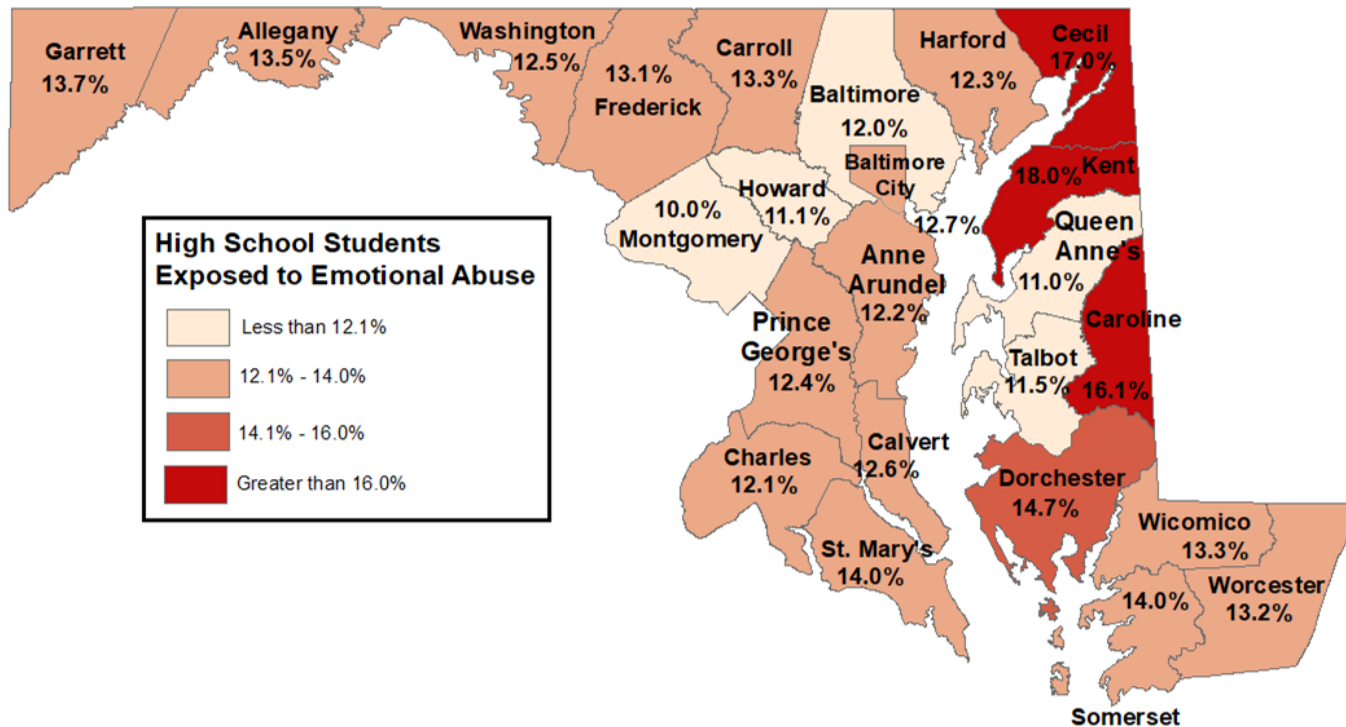 Garrett
13.7%
Allegany
13.5%
Washington
12.5%
13.1%
Frederick
Carroll
13.3%
Baltimore
12.0%
Baltimore
City
12.7%
Harford
12.3%
Cecil
17.0%
18.0% Kent
Howard
11.1%
10.0%
Montgomery
Queen
Anne's
11.0%
Anne
Arundel
12.2%
Prince
George's
12.4%
Caroline
16.1%
Talbot
11.5%
Calvert
12.6%
Charles
12.1%
St. Mary's
14.0%
Dorchester
14.7%
Wicomico
13.3%
Worcester
13.2%
14.0%
Somerset
High School Students
Exposed to Emotional Abuse
Less than 12.1%
12.1% - 14.0%
14.1% - 16.0%
Greater than 16.0%